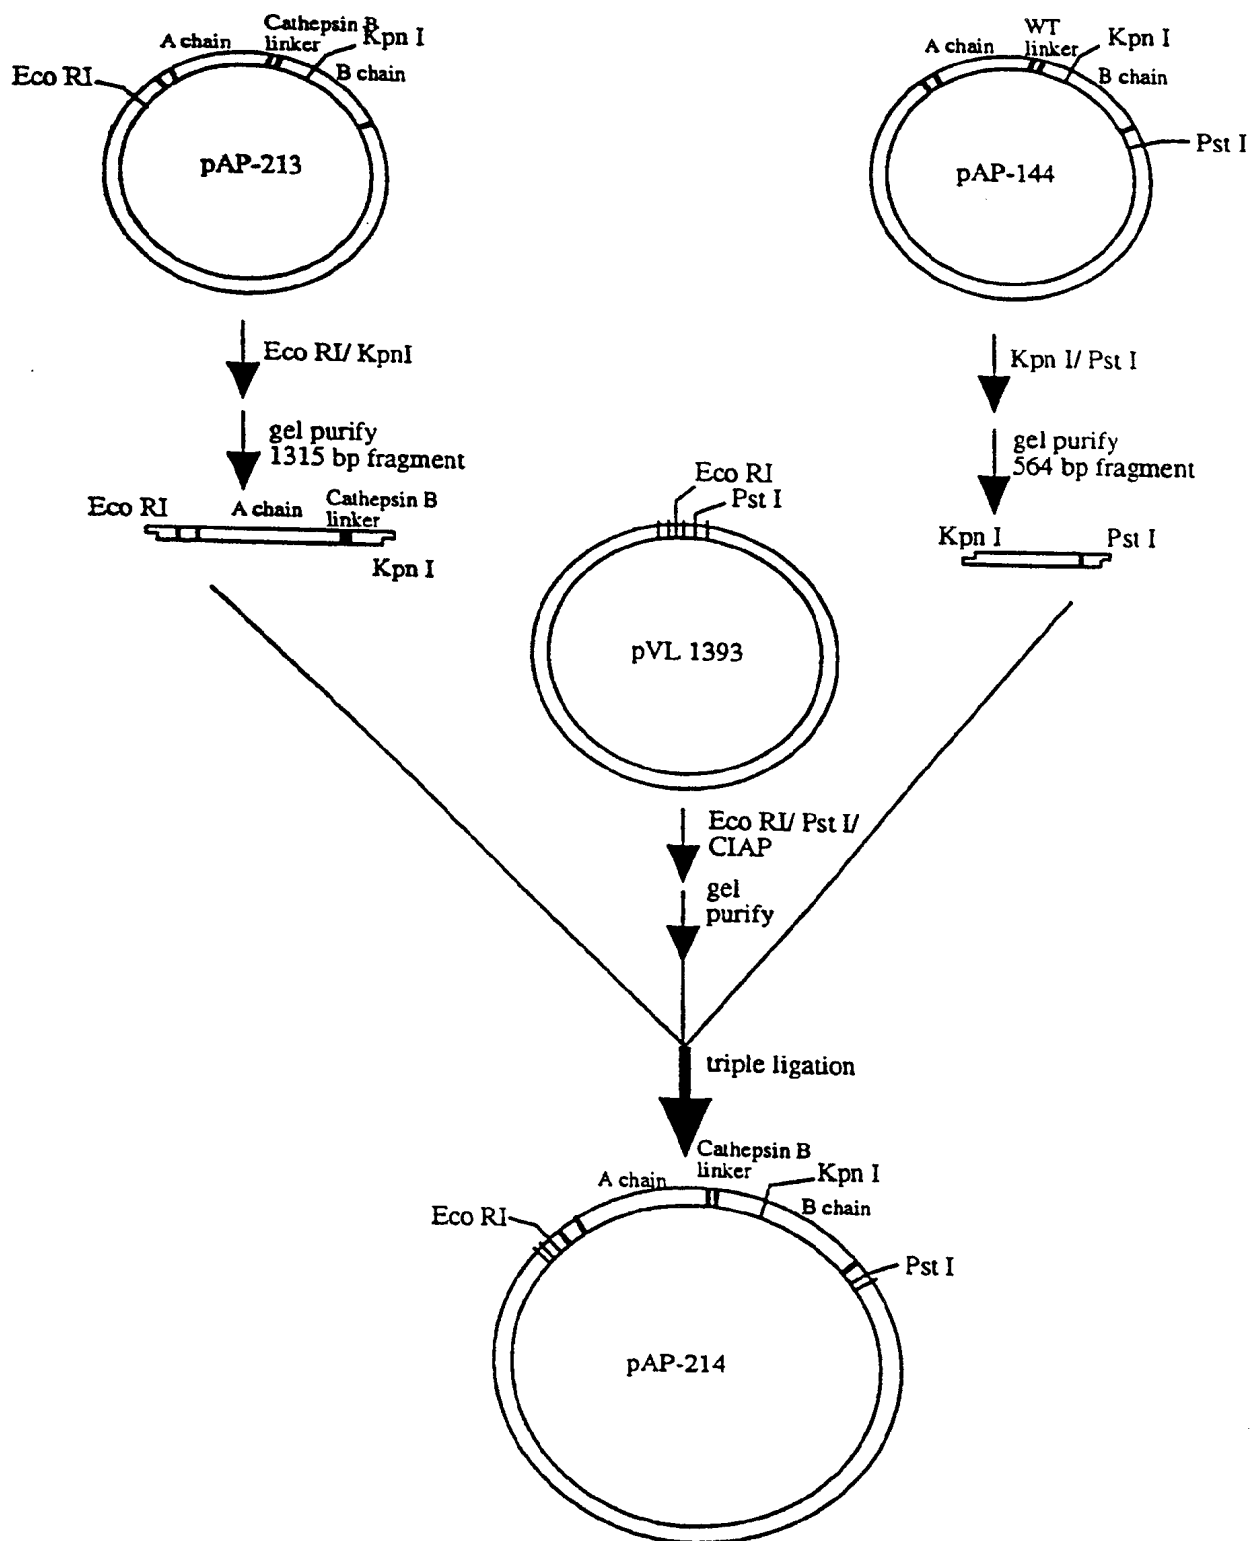 A chain
Cathepsin B
linker
Kpn I
Eco RI
B chain
pAP-213
A chain
WT
linker
Kpn I
B chain
Pst I
pAP-144
Eco RI/ KpnI
gel purify
1315 bp fragment
Kpn I/ Pst I
gel purify
564 bp fragment
Eco RI
A chain
Cathepsin B
linker
Kpn I
Eco RI
Pst I
Kpn I
Pst I
pVL 1393
Eco RI/ Pst I/
CIAP
gel
purify
triple ligation
A chain
Cathepsin B
linker
Kpn I
B chain
Eco RI
Pst I
pAP-214